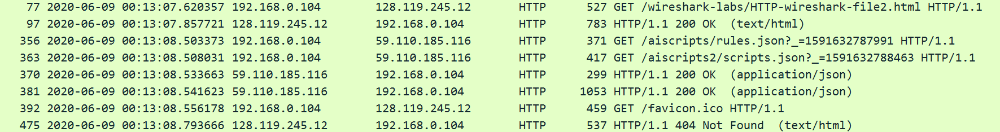 77 2020-06-09 00:13:07.620357 192.168.0.104 128.119.245.12 HTTP 527 GET /wireshark-labs/HTTP-wireshark-file2.html HTTP/1.1
97 2020-06-09 00:13:07.857721 128.119.245.12 192.168.0.104 HTTP 783 HTTP/1.1 200 OK (text/html)
356 2020-06-09 00:13:08.503373 192.168.0.104 59.110.185.116 HTTP 371 GET /aiscripts/rules.json?_=1591632787991 HTTP/1.1
363 2020-06-09 00:13:08.508031 192.168.0.104 59.110.185.116 HTTP 417 GET /aiscripts2/scripts.json?_=1591632788463 HTTP/1.1
370 2020-06-09 00:13:08.533663 59.110.185.116 192.168.0.104 HTTP 299 HTTP/1.1 200 OK (application/json)
381 2020-06-09 00:13:08.541623 59.110.185.116 192.168.0.104 HTTP 1053 HTTP/1.1 200 OK (application/json)
392 2020-06-09 00:13:08.556178 192.168.0.104 128.119.245.12 HTTP 459 GET /favicon.ico HTTP/1.1
475 2020-06-09 00:13:08.793666 128.119.245.12 192.168.0.104 HTTP 537 HTTP/1.1 404 Not Found (text/html)